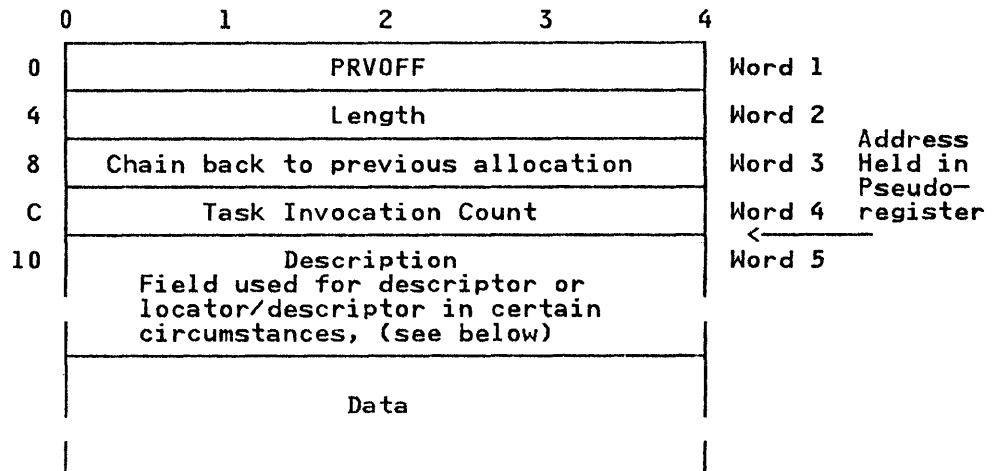 0 1 2 3 4
0 PRVOFF Word 1
4 Length Word 2
8 Chain back to previous allocation Word 3
C Task Invocation Count Word 4
Address
Held in
Pseudo-
register
10 Description Word 5
Field used for descriptor or
locator/descriptor in certain
circumstances, (see below)
Data